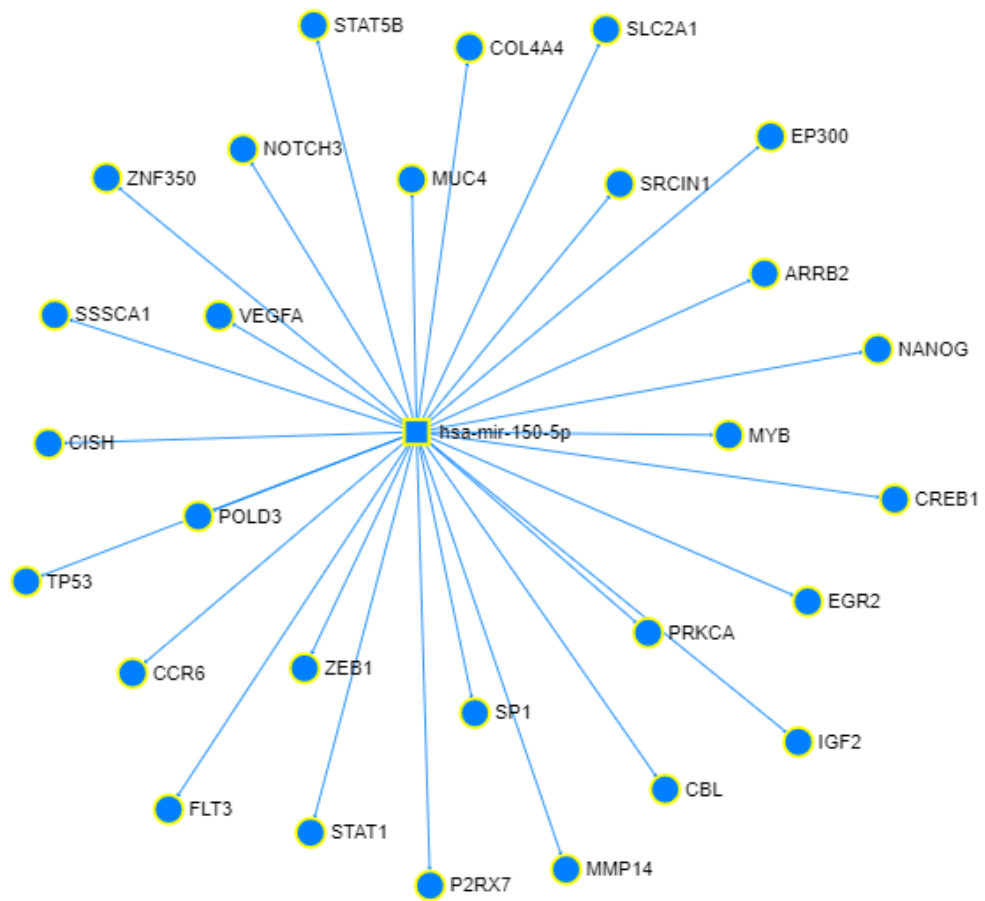 STAT5B
SLC2A1
COL4A4
EP300
NOTCH3
ZNF350
MUC4
SRCIN1
ARRB2
SSSCA1
VEGFA
NANOG
hsa-mir-150-5p
MYB
CISH
CREB1
POLD3
TP53
EGR2
PRKCA
CCR6
ZEB1
SP1
IGF2
CBL
FLT3
STAT1
MMP14
P2RX7